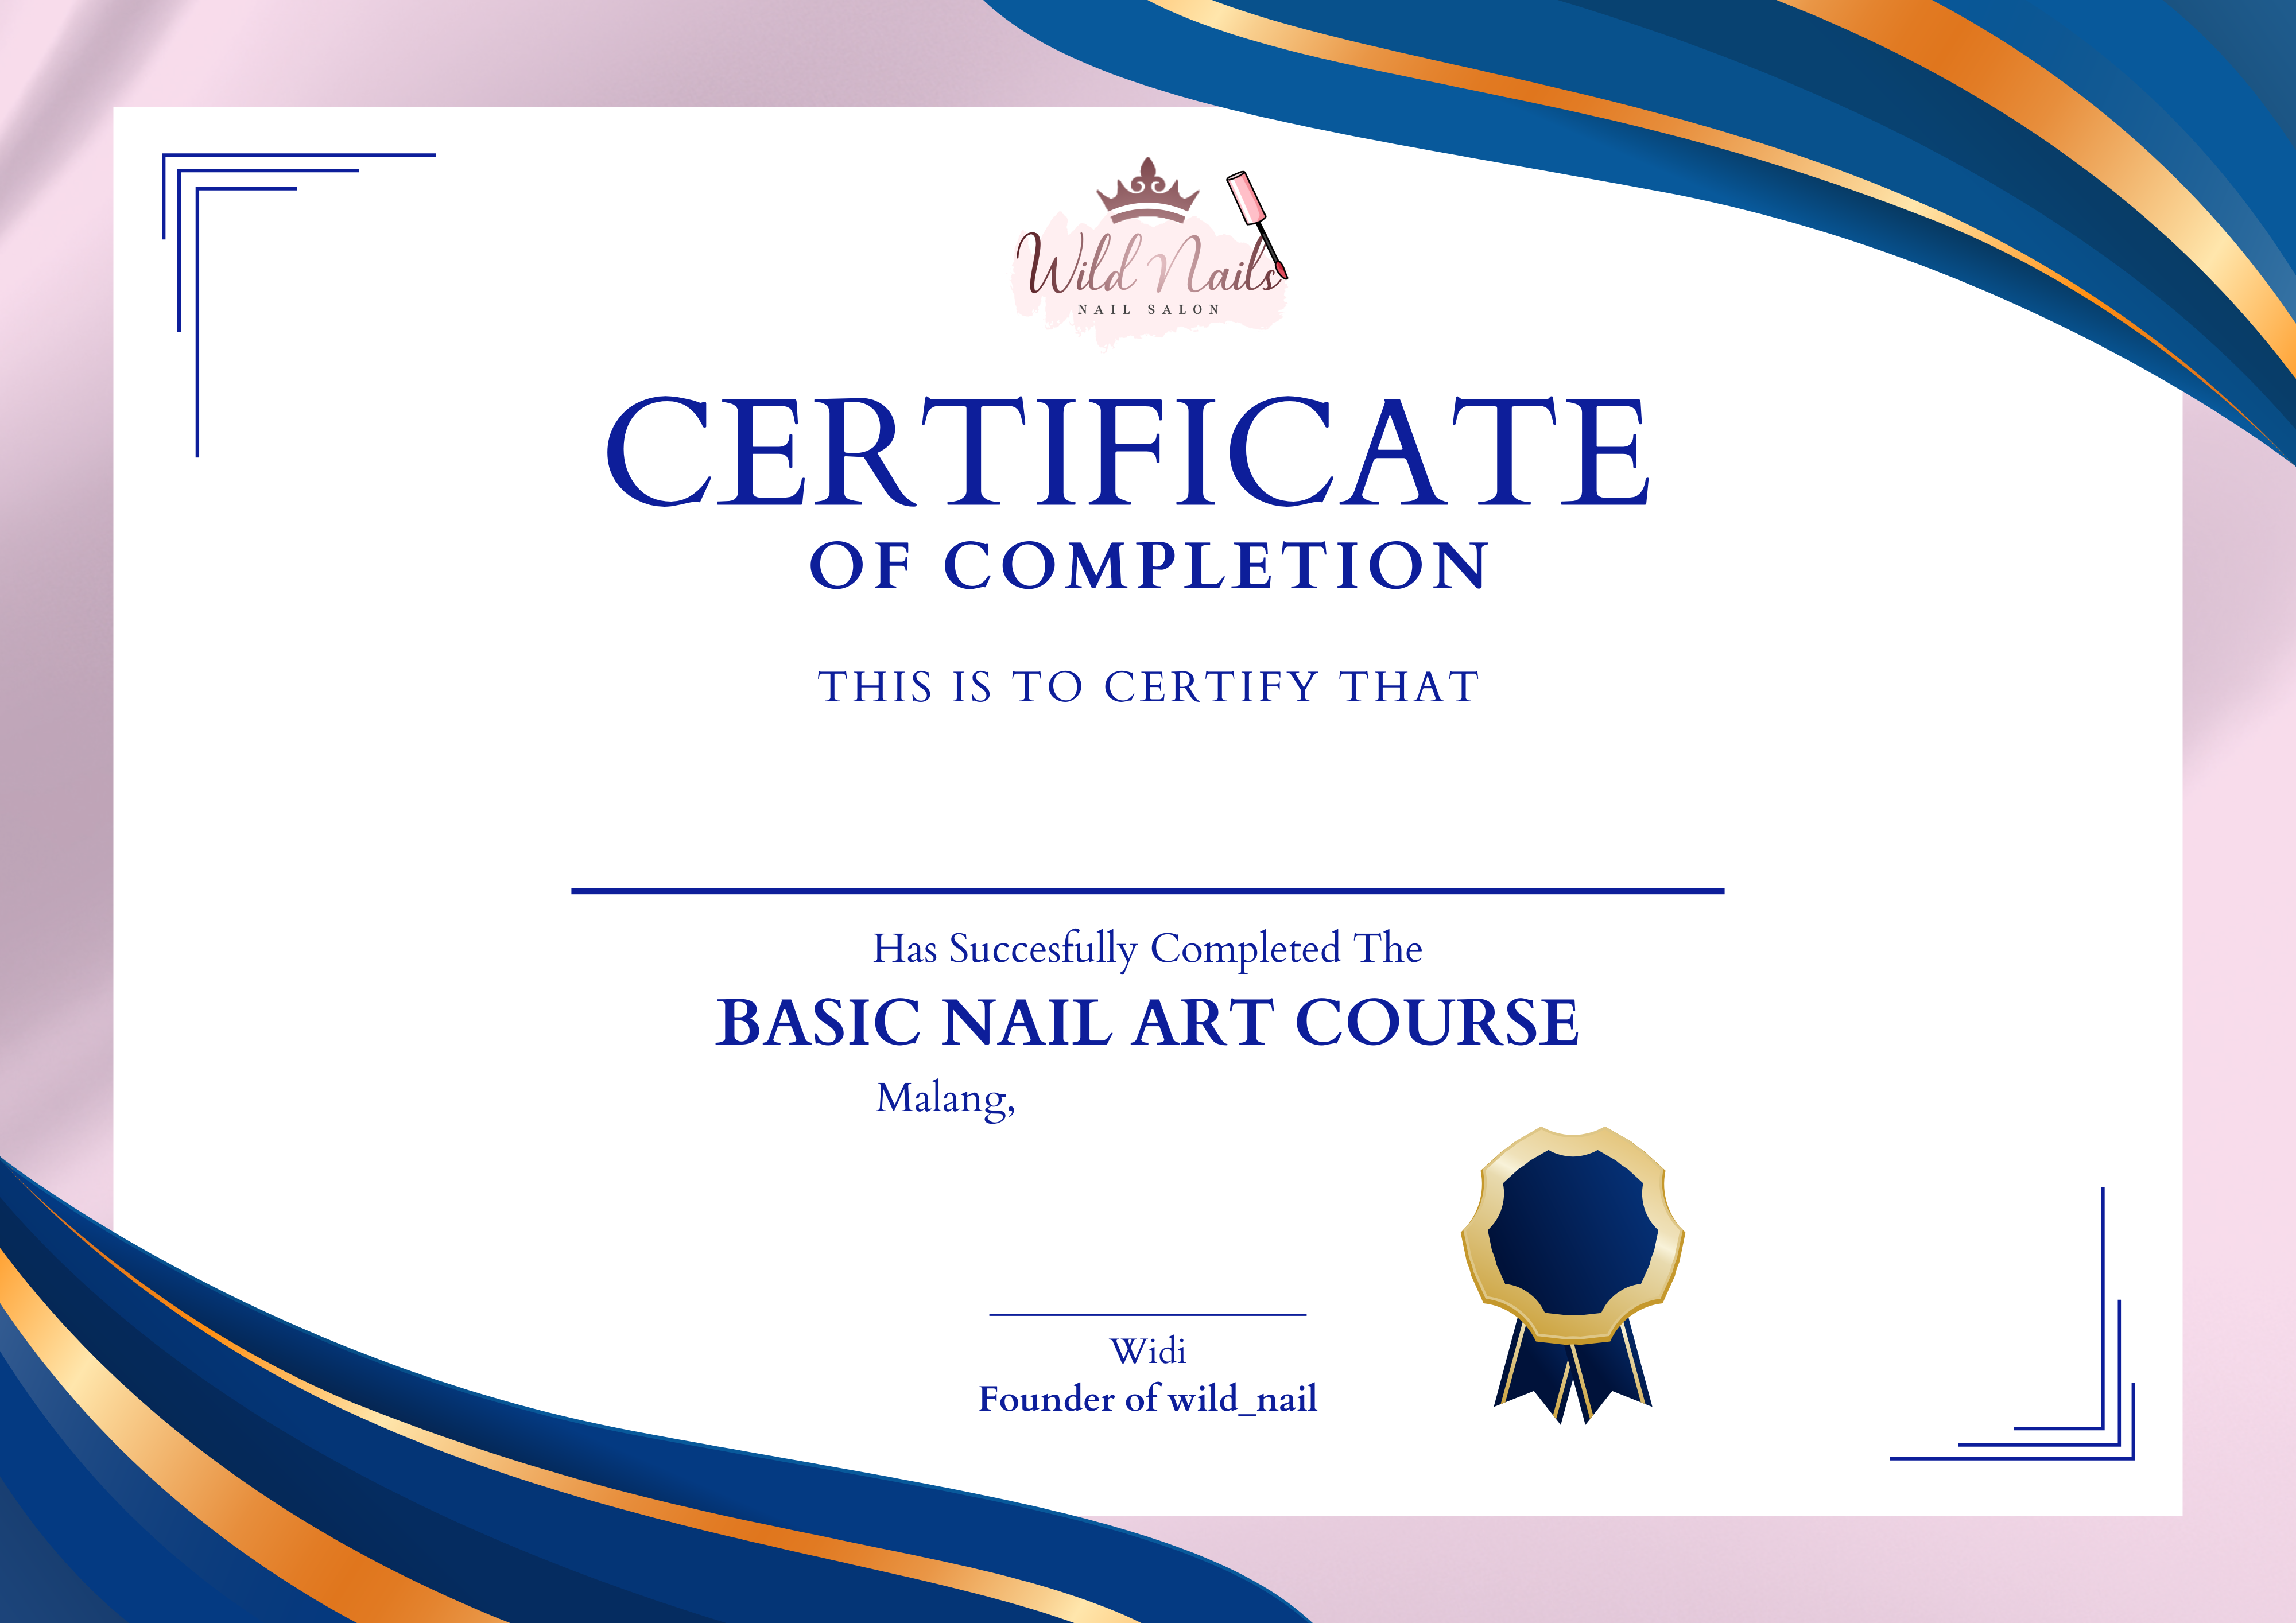 Wild Nails
NAIL SALON
CERTIFICATE
OF COMPLETION
THIS IS TO CERTIFY THAT
Has Succesfully Completed The
BASIC NAIL ART COURSE
Malang,
Widi
Founder of wild_nail